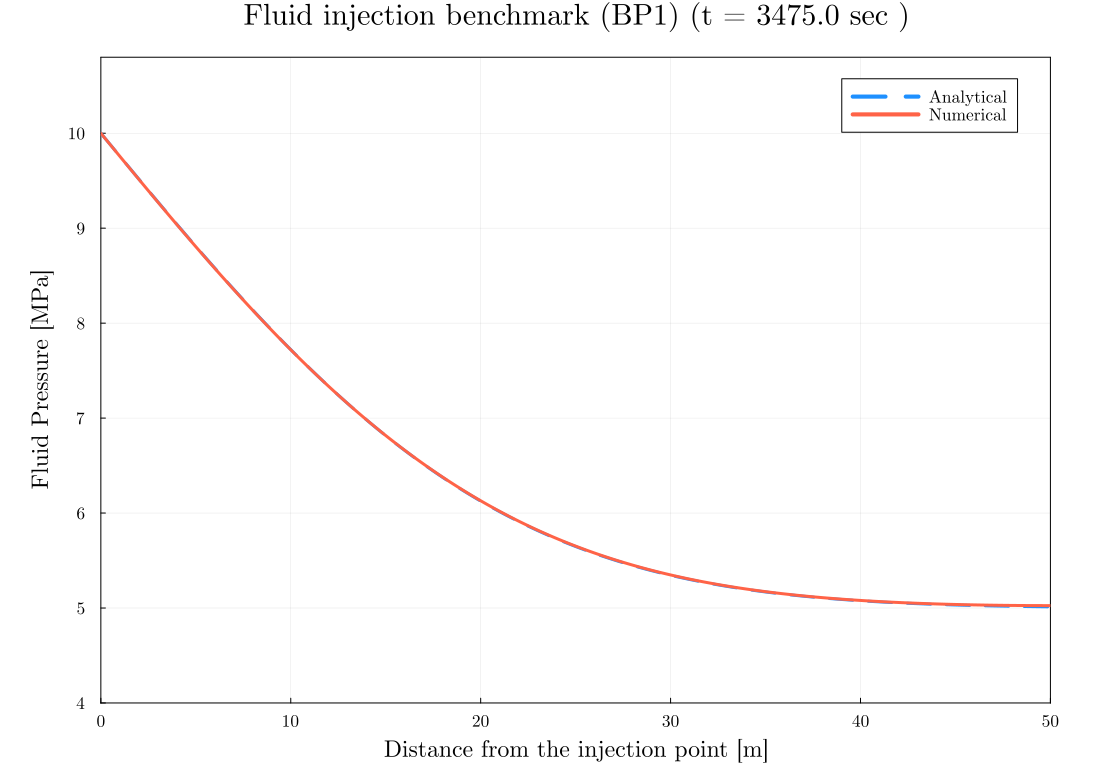 Fluid injection benchmark (BP1) (t = 3475.0 sec )
Analytical
Numerical
10
9
8
7
6
5
4
Fluid Pressure [MPa]
0 10 20 30 40 50
Distance from the injection point [m]